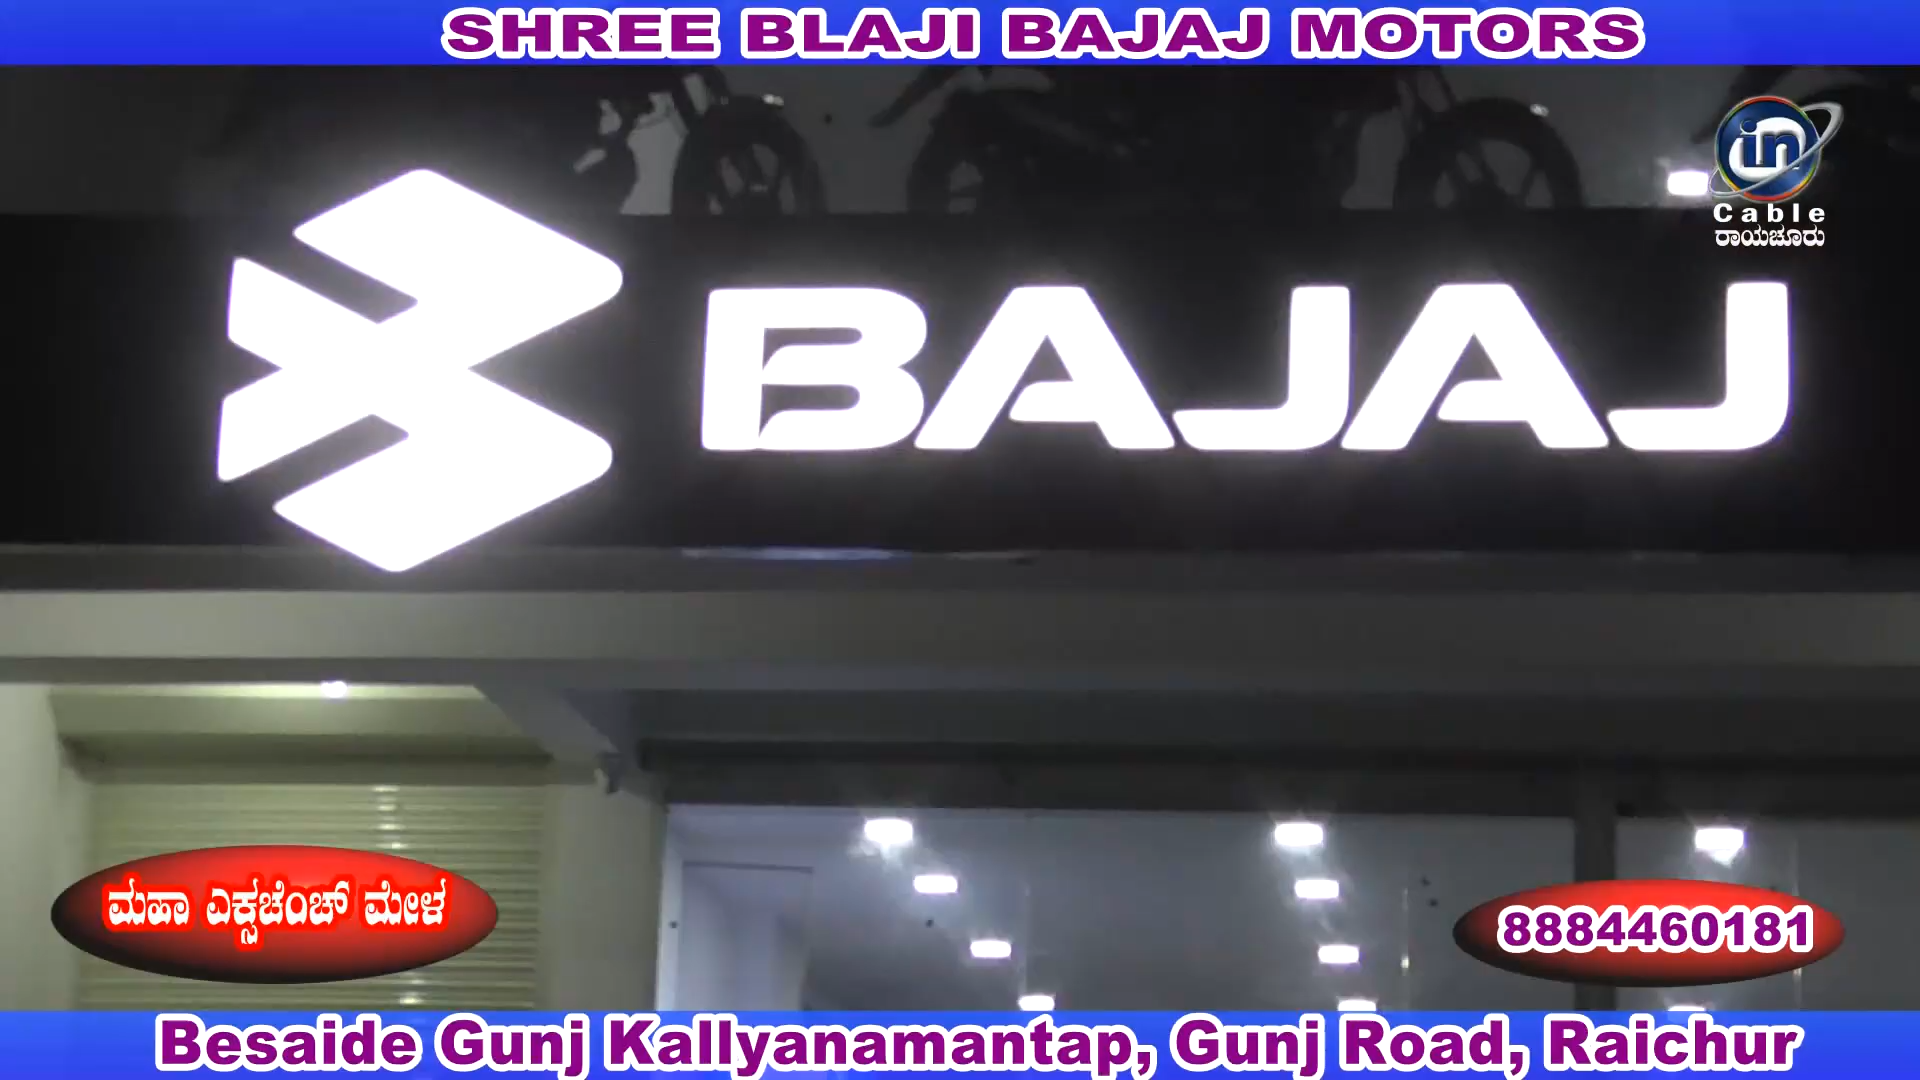 SHREE BLAJI BAJAJ MOTORS
in
Cable
ರಾಯಚೂರು
BAJAJ
ಮಹಾ ಎಕ್ಸಚೆಂಚ್ ಮೇಳ
8884460181
Besaide Gunj Kallyanamantap, Gunj Road, Raichur